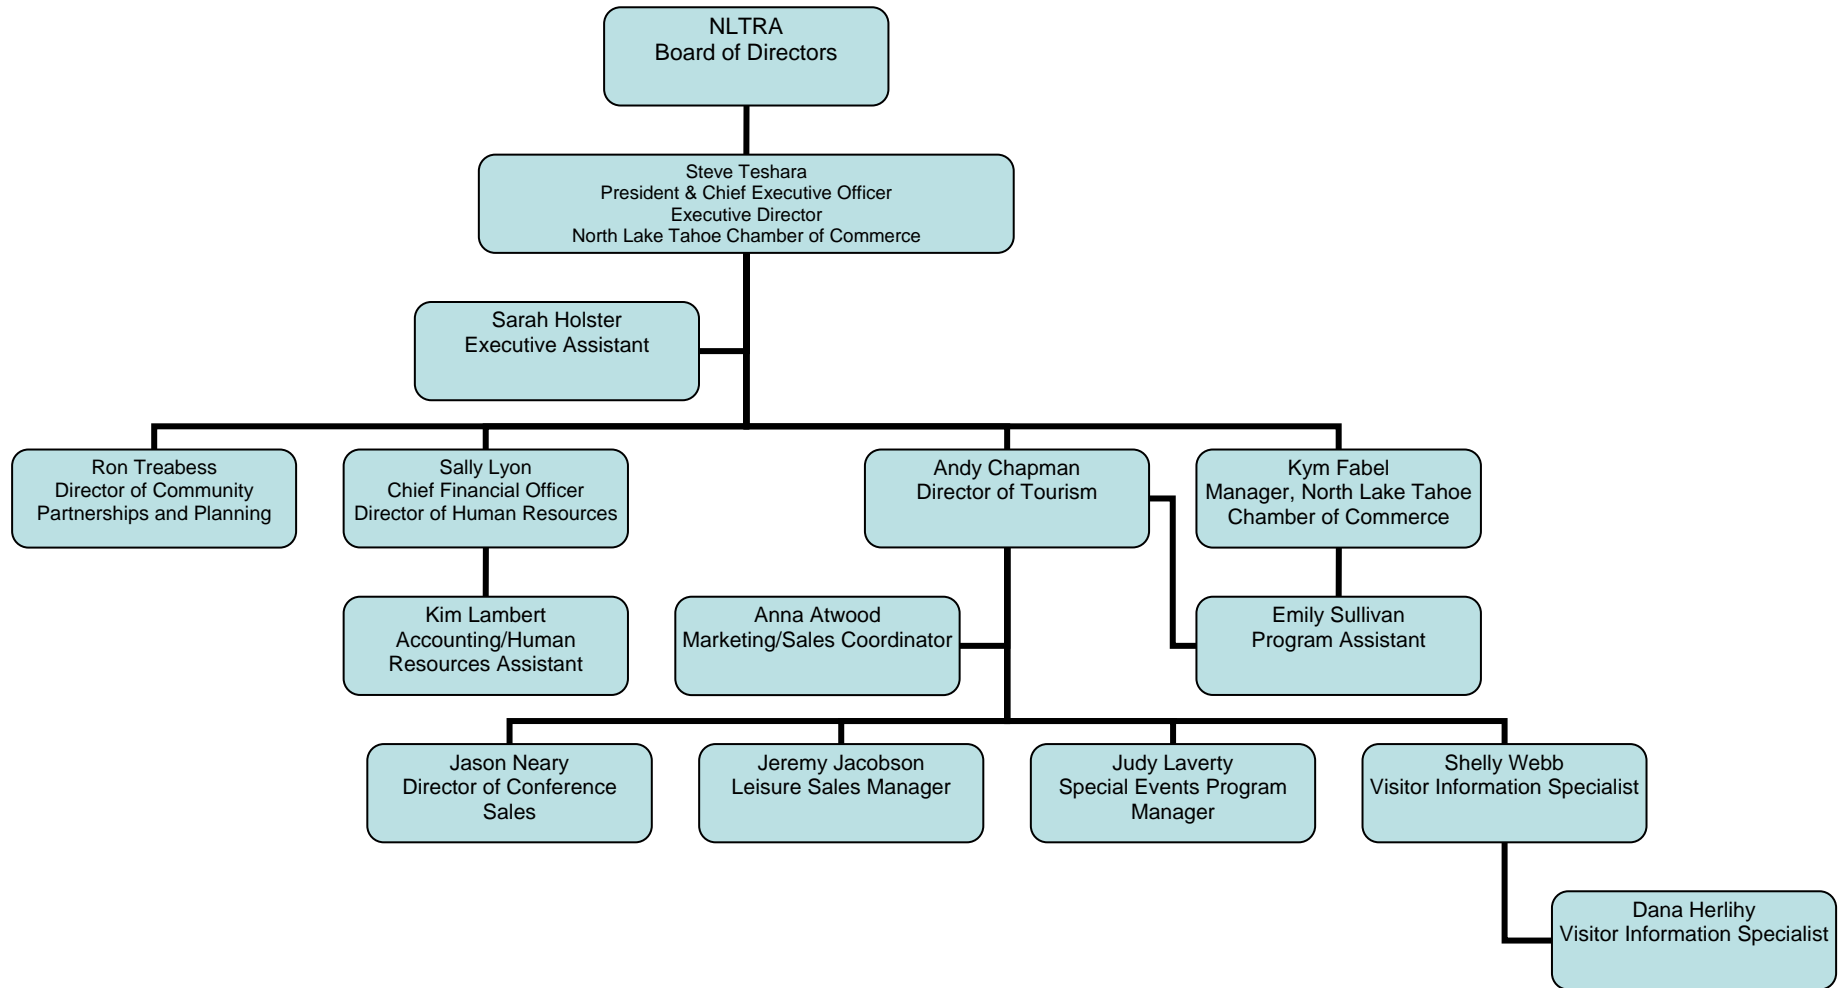 NLTRA
Board of Directors
Steve Teshara
President & Chief Executive Officer
Executive Director
North Lake Tahoe Chamber of Commerce
Sarah Holster
Executive Assistant
Ron Treabess
Director of Community
Partnerships and Planning
Sally Lyon
Chief Financial Officer
Director of Human Resources
Andy Chapman
Director of Tourism
Kym Fabel
Manager, North Lake Tahoe
Chamber of Commerce
Kim Lambert
Accounting/Human
Resources Assistant
Anna Atwood
Marketing/Sales Coordinator
Emily Sullivan
Program Assistant
Jason Neary
Director of Conference
Sales
Jeremy Jacobson
Leisure Sales Manager
Judy Laverty
Special Events Program
Manager
Shelly Webb
Visitor Information Specialist
Dana Herlihy
Visitor Information Specialist